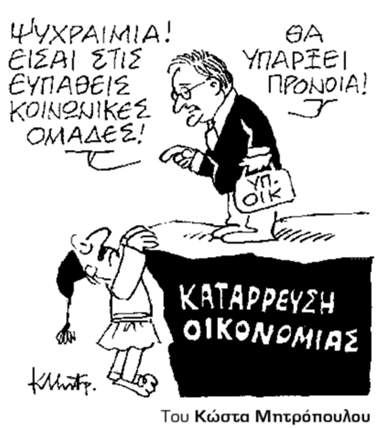 ΨΥΧΡΑΙΜΙΑ!
ΕΙΣΑΙ ΣΤΙΣ
ΕΥΠΑΘΕΙΣ
ΚΟΙΝΩΝΙΚΕΣ
ΟΜΑΔΕΣ!
ΘΑ
ΥΠΑΡΞΕΙ
ΠΡΟΝΟΙΑ!
ΥΠ.
ΟΙΚ
ΚΑΤΑΡΡΕΥΣΗ
ΟΙΚΟΝΟΜΙΑΣ
Του Κώστα Μητρόπουλου